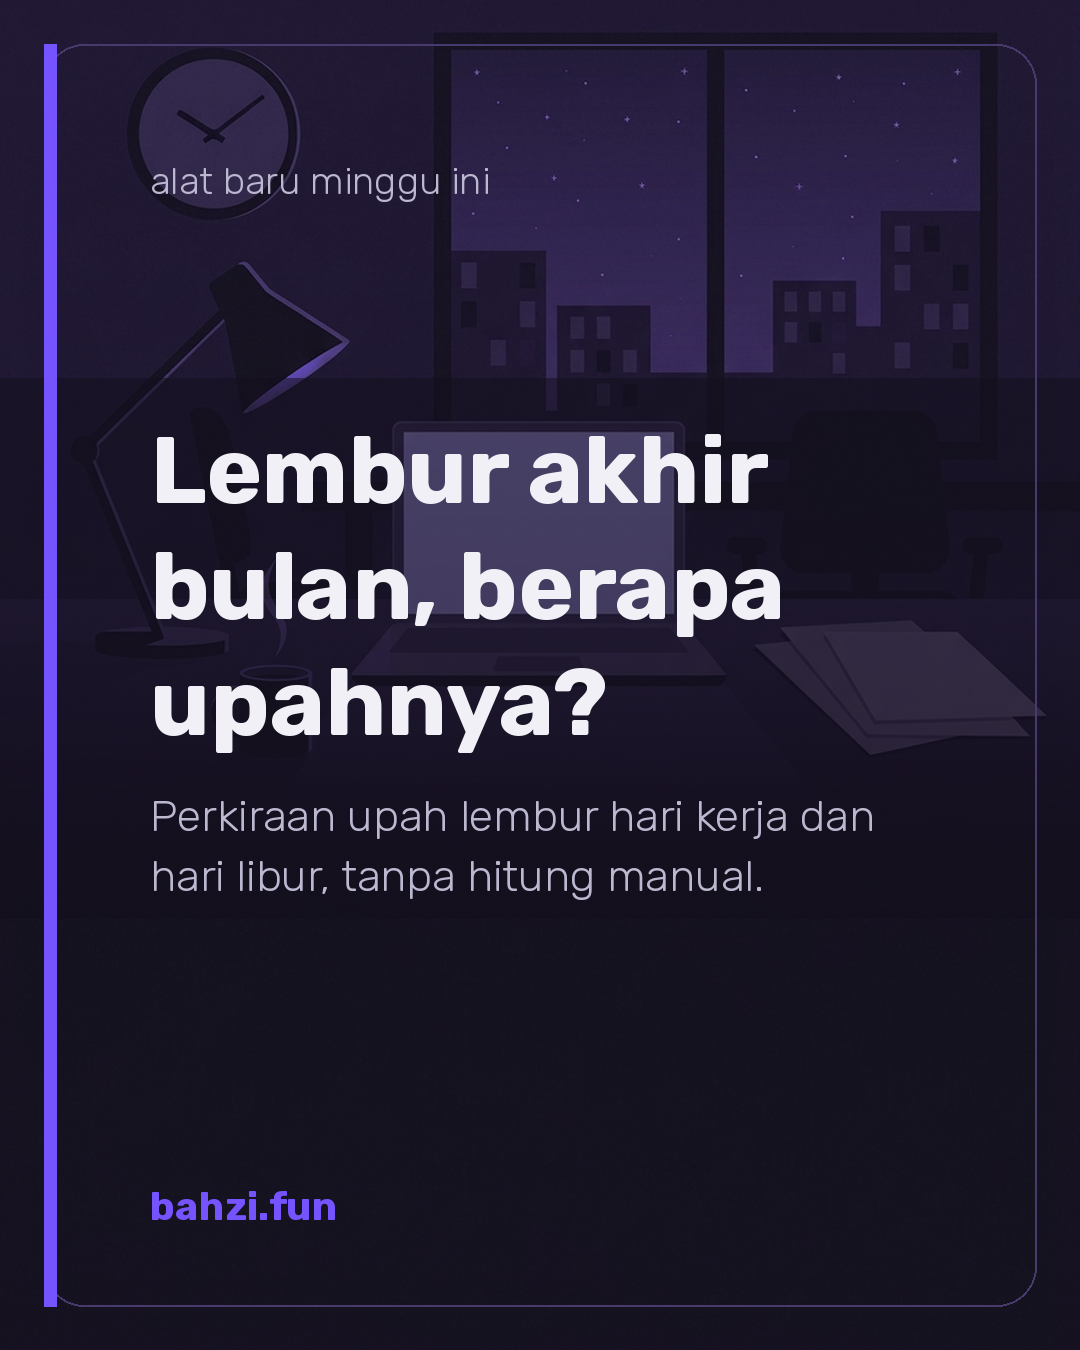 alat baru minggu ini
Lembur akhir
bulan, berapa
upahnya?
Perkiraan upah lembur hari kerja dan
hari libur, tanpa hitung manual.
bahzi.fun